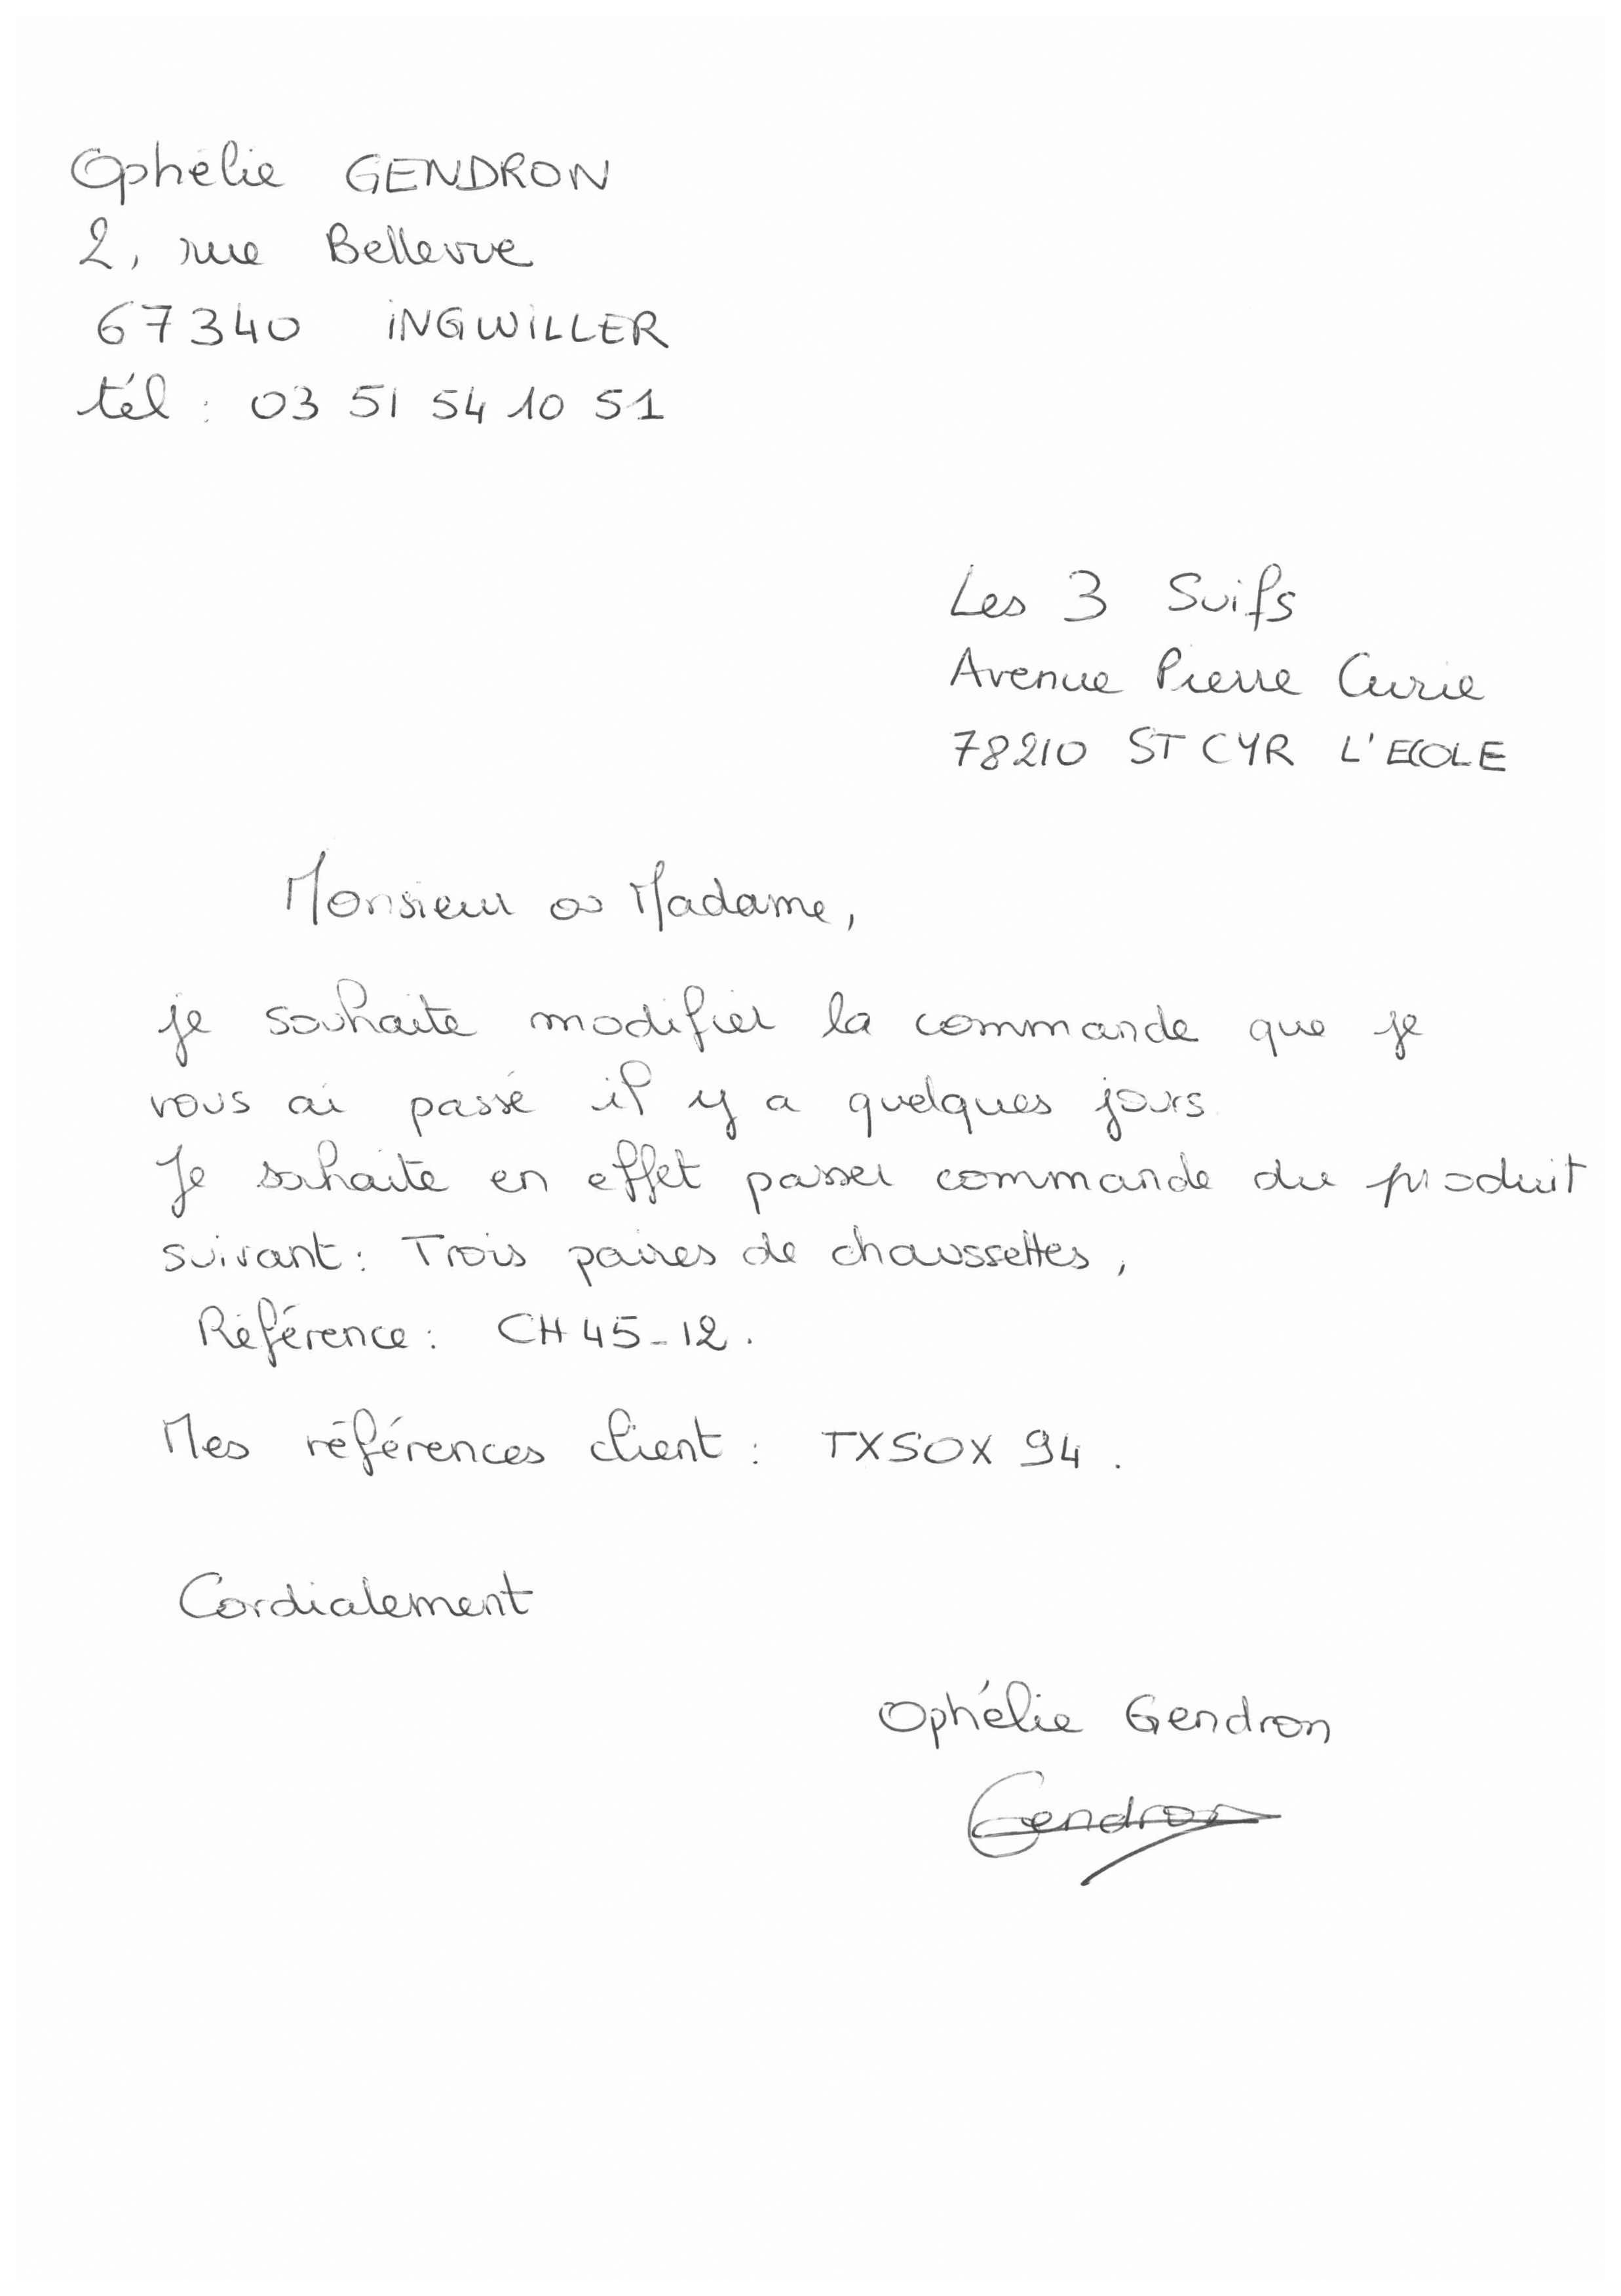 Ophélie GENDRON
2, rue Bellevue
67340 INGWILLER
tél : 03 51 54 10 51
Les 3 Suifs
Avenue Pierre Curie
78210 ST CYR L'ECOLE
Monsieur ou Madame,
je souhaite modifier la commande que je
vous ai passé il y a quelques jours.
Je souhaite en effet passer commande du produit
suivant : Trois paires de chaussettes,
Référence : CH45-12.
Mes références client : TXSOX 94.
Cordialement
Ophélie Gendron
Gendron